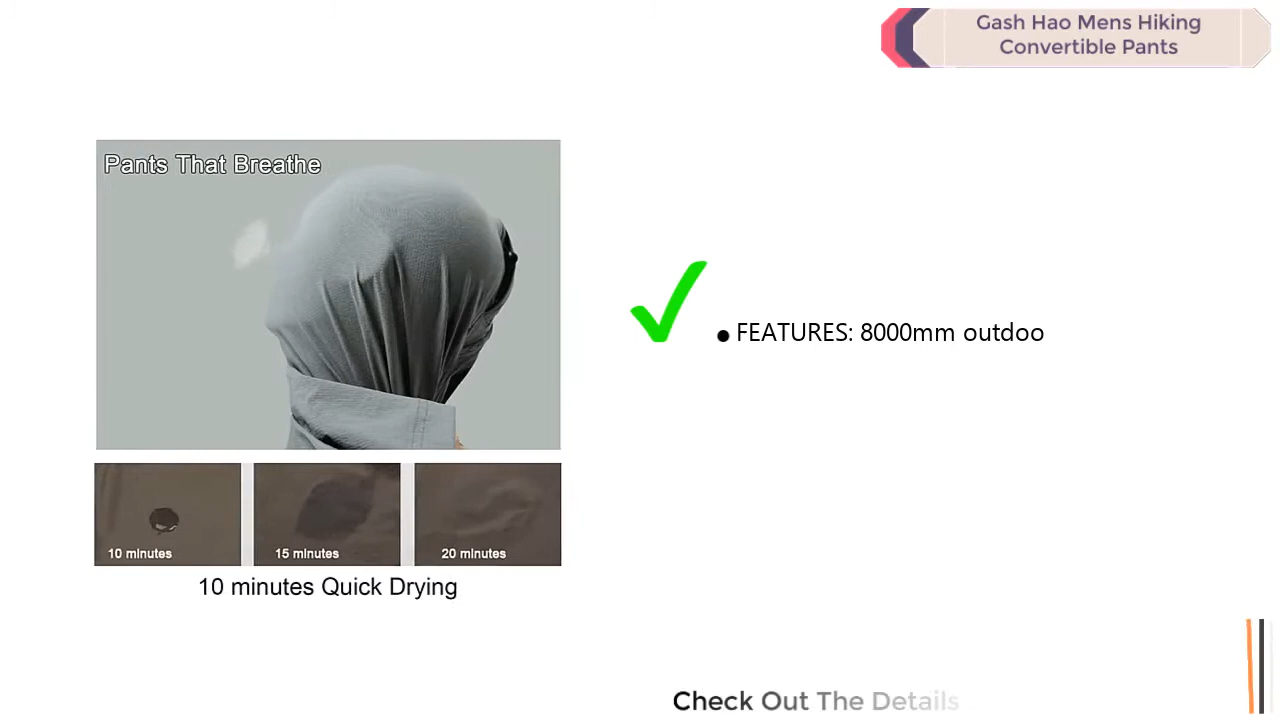 Gash Hao Mens Hiking
Convertible Pants
Pants That Breathe
FEATURES: 8000mm outdoo
10 minutes
15 minutes
20 minutes
10 minutes Quick Drying
Check Out The Details